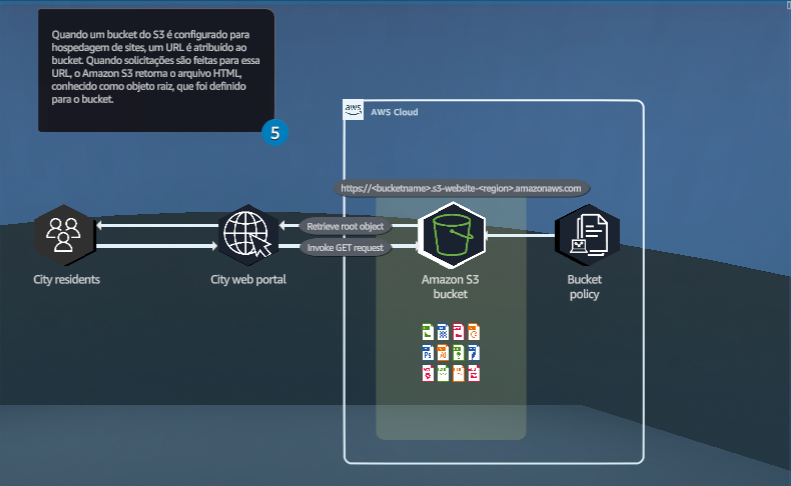 Quando um bucket do S3 é configurado para
hospedagem de sites, um URL é atribuído ao
bucket. Quando solicitações são feitas para essa
URL, o Amazon S3 retorna o arquivo HTML,
conhecido como objeto raiz, que foi definido
para o bucket.
5
aws
AWS Cloud
https://<bucketname>.s3-website-<region>.amazonaws.com
Retrieve root object
Invoke GET request
City residents
City web portal
Amazon S3
bucket
Bucket
policy
Ps
Ai